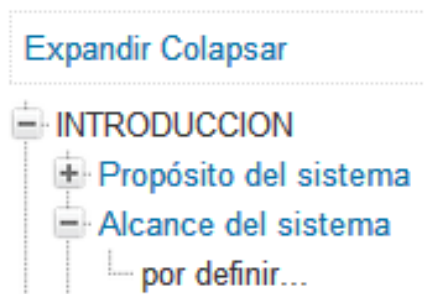 Expandir Colapsar
INTRODUCCION
Propósito del sistema
Alcance del sistema
por definir...